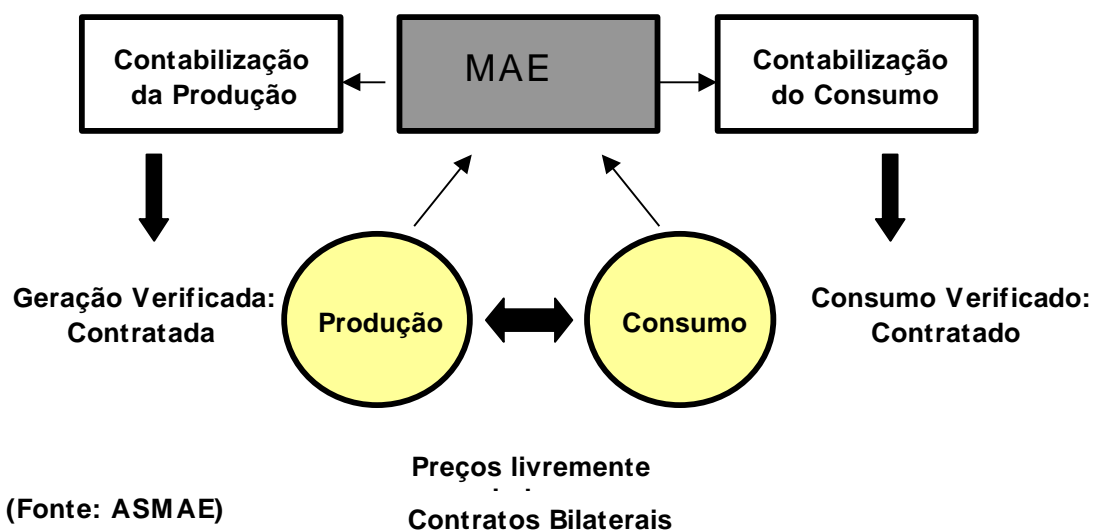 Contabilização
da Produção
MAE
Contabilização
do Consumo
Geração Verificada:
Contratada
Produção
Consumo
Consumo Verificado:
Contratado
Preços livremente
(Fonte: ASMAE)
Contratos Bilaterais